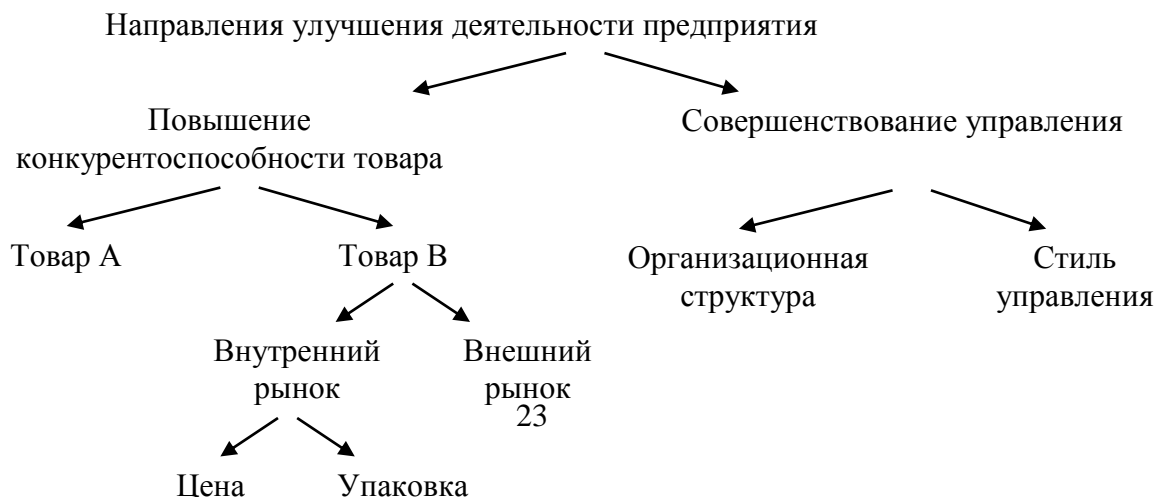 Направления улучшения деятельности предприятия
Повышение
конкурентоспособности товара
Совершенствование управления
Товар А
Товар В
Организационная
структура
Стиль
управления
Внутренний
рынок
Внешний
рынок
23
Цена
Упаковка